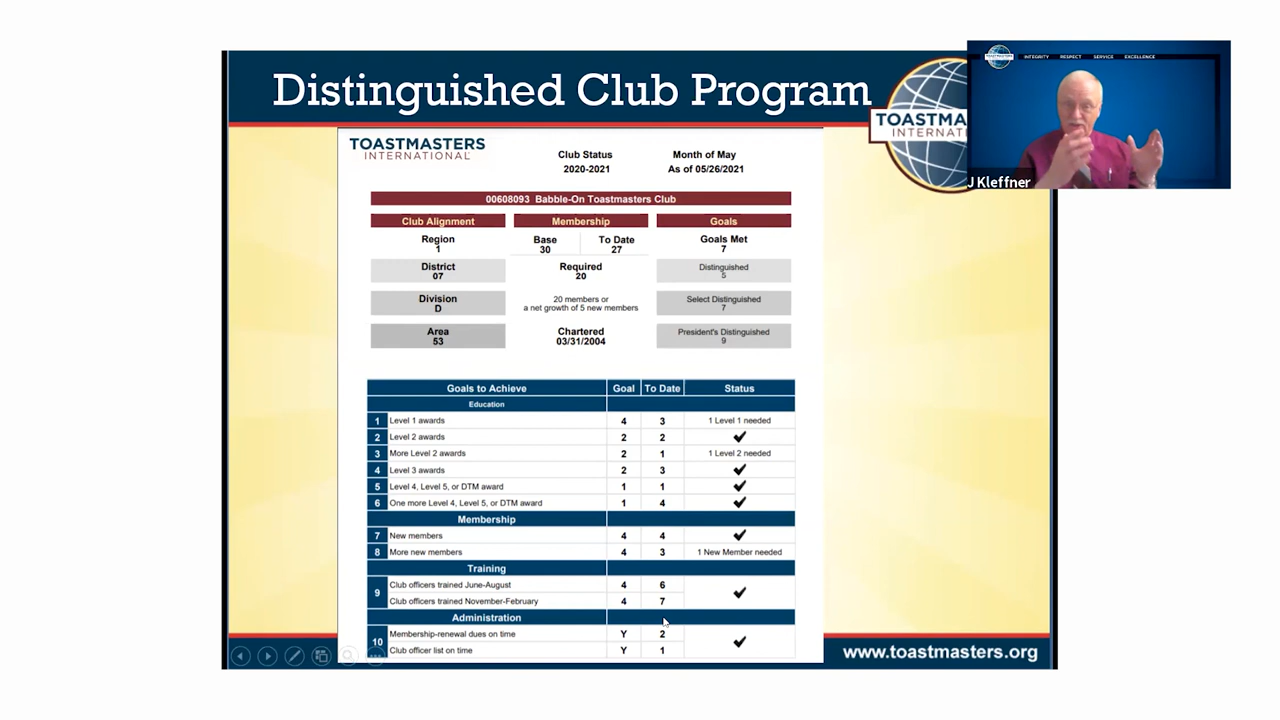 Distinguished Club Program
TOASTMASTERS
INTERNATIONAL
INTEGRITY RESPECT SERVICE EXCELLENCE
TOASTM
INTERN
J Kleffner
Club Status
2020-2021
Month of May
As of 05/26/2021
00608093 Babble-On Toastmasters Club
Club Alignment Membership Goals
Region
1
Base
30
To Date
27
Goals Met
7
District
07
Required
20
Distinguished
5
Division
D
20 members or
a net growth of 5 new members
Select Distinguished
7
Area
53
Chartered
03/31/2004
President's Distinguished
9
Goals to Achieve Goal To Date Status
Education
1 Level 1 awards 4 3 1 Level 1 needed
2 Level 2 awards 2 2 ✔
3 More Level 2 awards 2 1 1 Level 2 needed
4 Level 3 awards 2 3 ✔
5 Level 4, Level 5, or DTM award 1 1 ✔
6 One more Level 4, Level 5, or DTM award 1 4 ✔
Membership
7 New members 4 4 ✔
8 More new members 4 3 1 New Member needed
Training
9 Club officers trained June-August 4 6 ✔
Club officers trained November-February 4 7
Administration
10 Membership-renewal dues on time Y 2 ✔
Club officer list on time Y 1
www.toastmasters.org